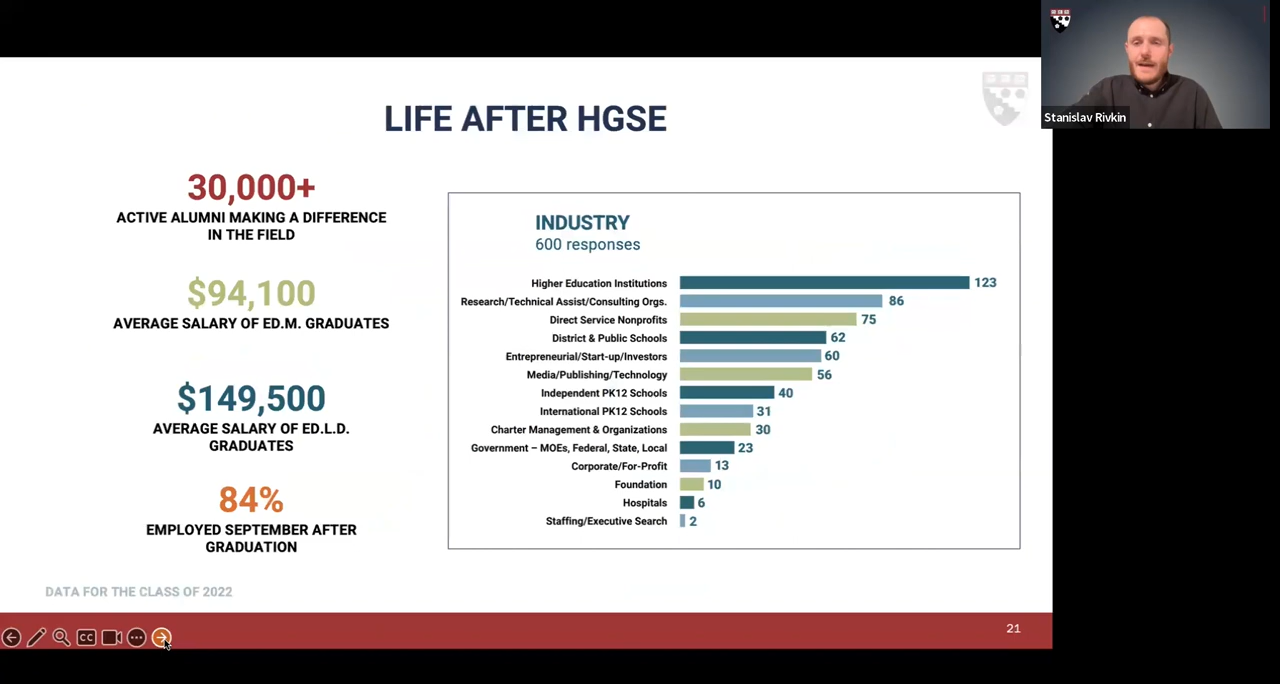 LIFE AFTER HGSE
30,000+
ACTIVE ALUMNI MAKING A DIFFERENCE
IN THE FIELD
$94,100
AVERAGE SALARY OF ED.M. GRADUATES
$149,500
AVERAGE SALARY OF ED.L.D.
GRADUATES
84%
EMPLOYED SEPTEMBER AFTER
GRADUATION
DATA FOR THE CLASS OF 2022
INDUSTRY
600 responses
Higher Education Institutions 123
Research/Technical Assist/Consulting Orgs. 86
Direct Service Nonprofits 75
District & Public Schools 62
Entrepreneurial/Start-up/Investors 60
Media/Publishing/Technology 56
Independent PK12 Schools 40
International PK12 Schools 31
Charter Management & Organizations 30
Government – MOEs, Federal, State, Local 23
Corporate/For-Profit 13
Foundation 10
Hospitals 6
Staffing/Executive Search 2
CC
21
Stanislav Rivkin